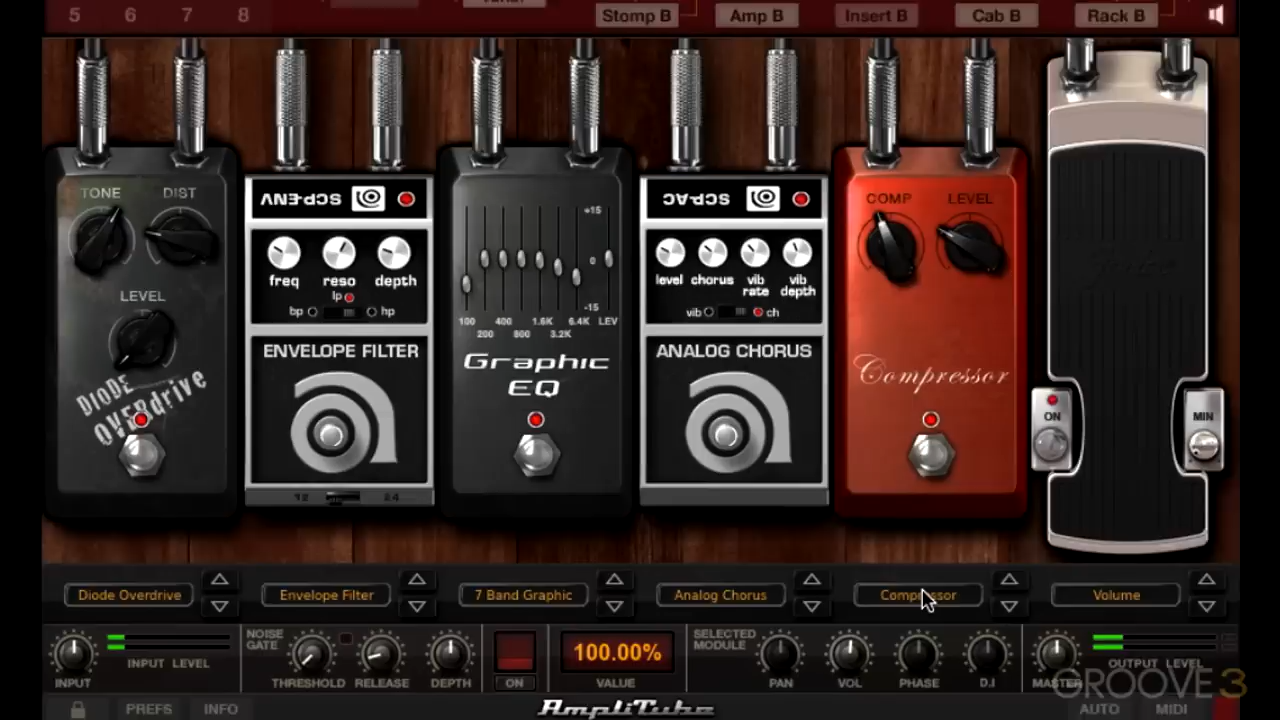 5 6 7 8
Stomp B Amp B Insert B Cab B Rack B
TONE DIST
LEVEL
DIODE
OVERdrive
SCP-ENV
freq reso depth
lp
bp hp
ENVELOPE FILTER
12 24
+15
0
-15
100 400 1.6K 6.4K LEV
200 800 3.2K
Graphic
EQ
SCP-AC
level chorus vib rate vib depth
vib ch
ANALOG CHORUS
COMP LEVEL
Compressor
ON MIN
Diode Overdrive Envelope Filter 7 Band Graphic Analog Chorus Compressor Volume
INPUT INPUT LEVEL
NOISE
GATE
THRESHOLD RELEASE DEPTH
ON
100.00%
VALUE
SELECTED
MODULE
PAN VOL PHASE D.I
MASTER OUTPUT LEVEL
GROOVE3
PREFS INFO AmpliTube AUTO MIDI